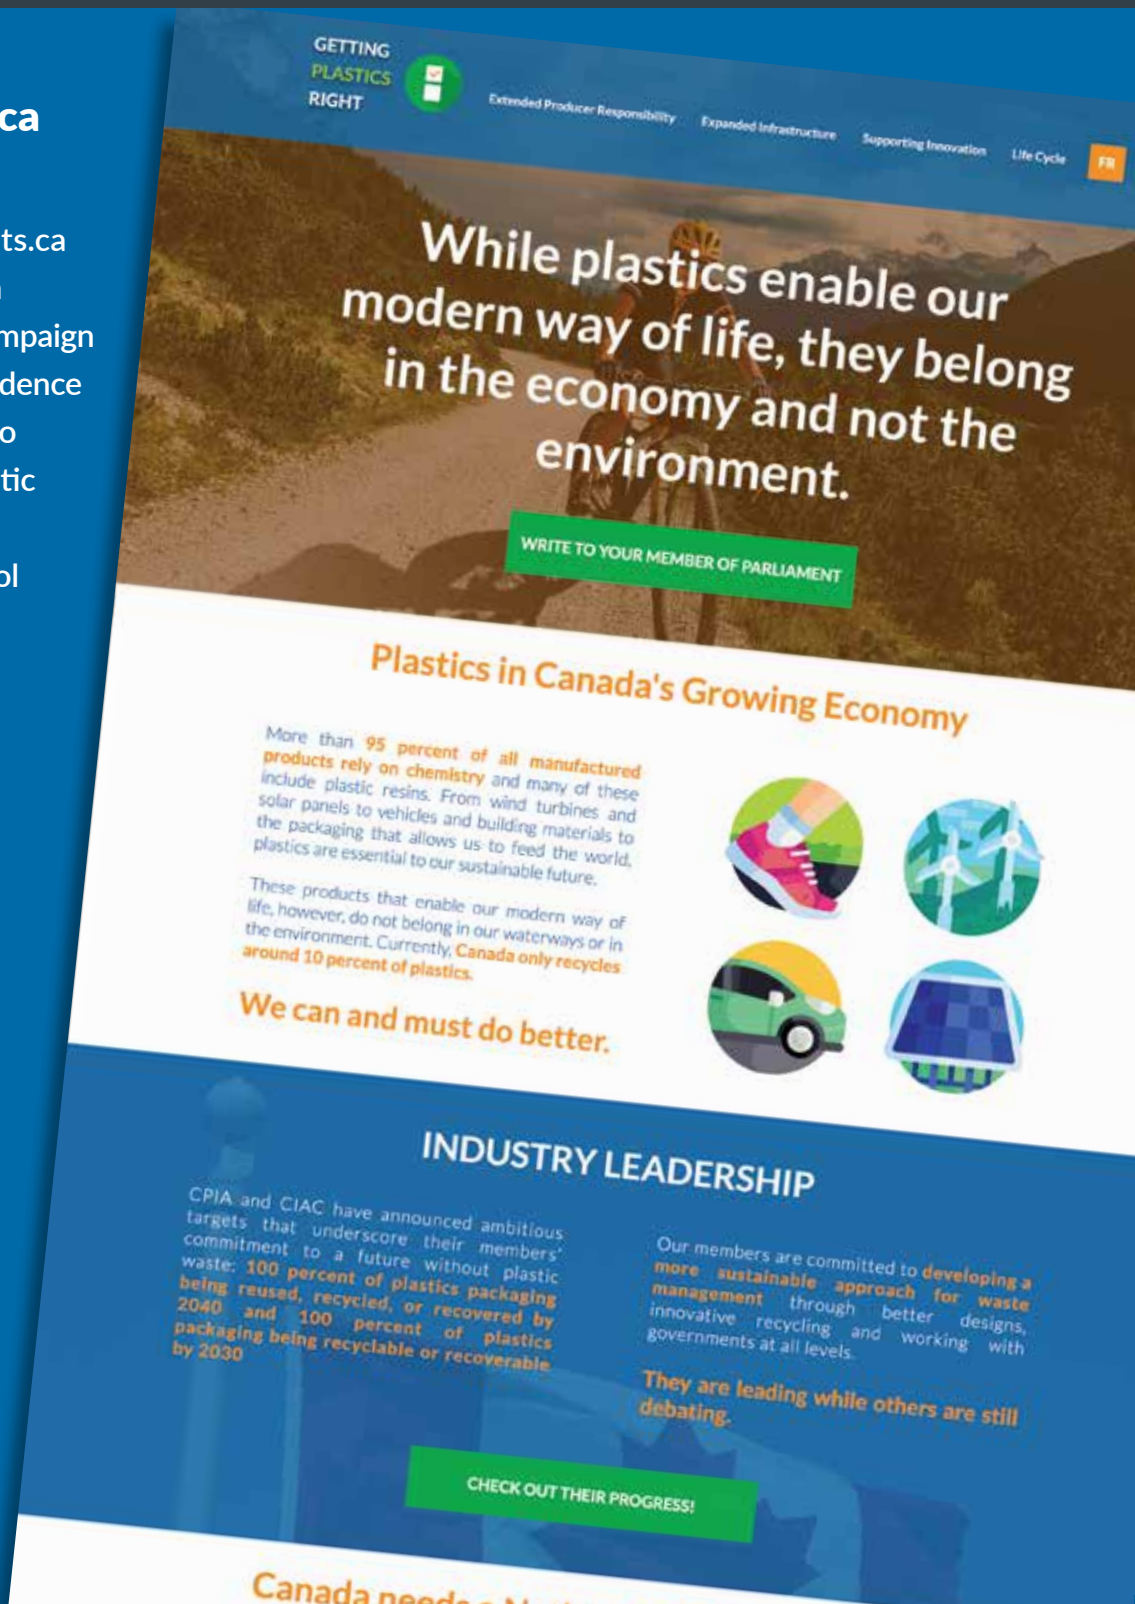 ca
ts.ca
mpaign
dence
o
tic
ol
GETTING
PLASTICS
RIGHT
Extended Producer Responsibility
Expanded Infrastructure
Supporting Innovation
Life Cycle
FR
While plastics enable our
modern way of life, they belong
in the economy and not the
environment.
WRITE TO YOUR MEMBER OF PARLIAMENT
Plastics in Canada's Growing Economy
More than 95 percent of all manufactured
products rely on chemistry and many of these
include plastic resins. From wind turbines and
solar panels to vehicles and building materials to
the packaging that allows us to feed the world,
plastics are essential to our sustainable future.
These products that enable our modern way of
life, however, do not belong in our waterways or in
the environment. Currently, Canada only recycles
around 10 percent of plastics.
We can and must do better.
INDUSTRY LEADERSHIP
CPIA and CIAC have announced ambitious
targets that underscore their members'
commitment to a future without plastic
waste: 100 percent of plastics packaging
being reused, recycled, or recovered by
2040 and 100 percent of plastics
packaging being recyclable or recoverable
by 2030
Our members are committed to developing a
more sustainable approach for waste
management through better designs,
innovative recycling and working with
governments at all levels.
They are leading while others are still
debating.
CHECK OUT THEIR PROGRESS!
Canada needs a